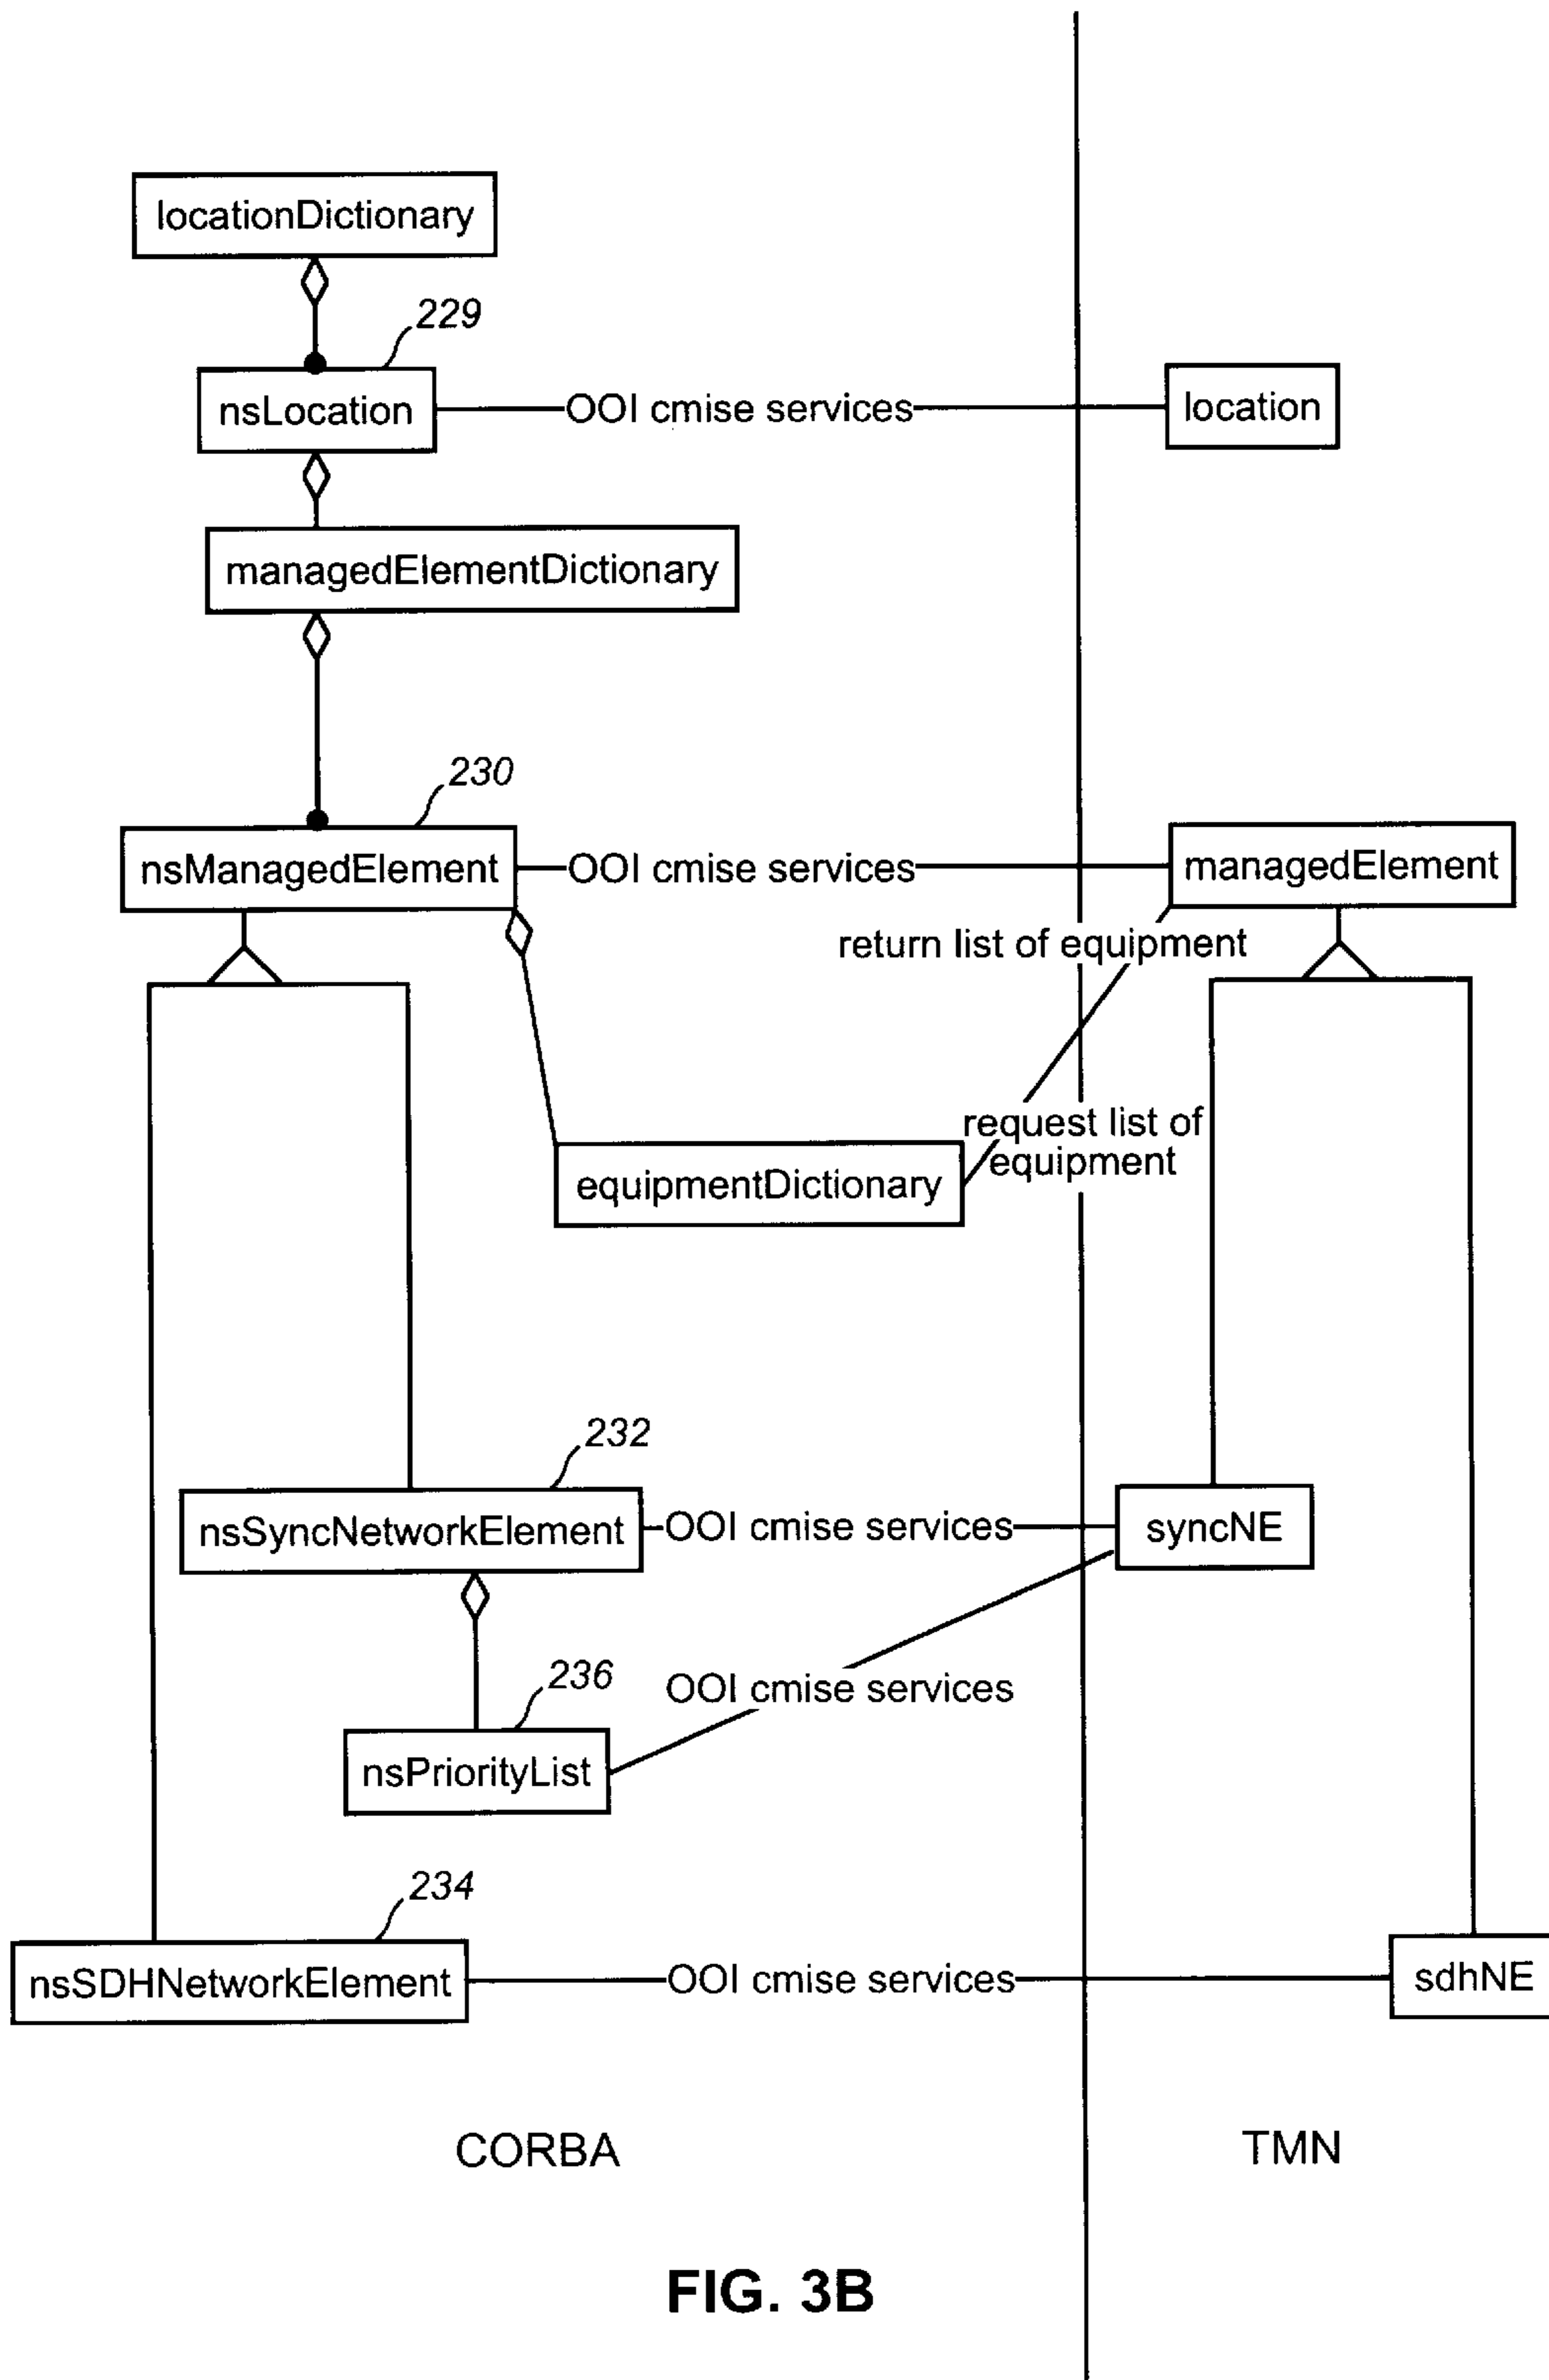 locationDictionary
229
nsLocation
OOI cmise services
location
managedElementDictionary
230
nsManagedElement
OOI cmise services
managedElement
return list of equipment
request list of
equipment
equipmentDictionary
232
nsSyncNetworkElement
OOI cmise services
syncNE
236
OOI cmise services
nsPriorityList
234
nsSDHNetworkElement
OOI cmise services
sdhNE
CORBA
TMN
FIG. 3B